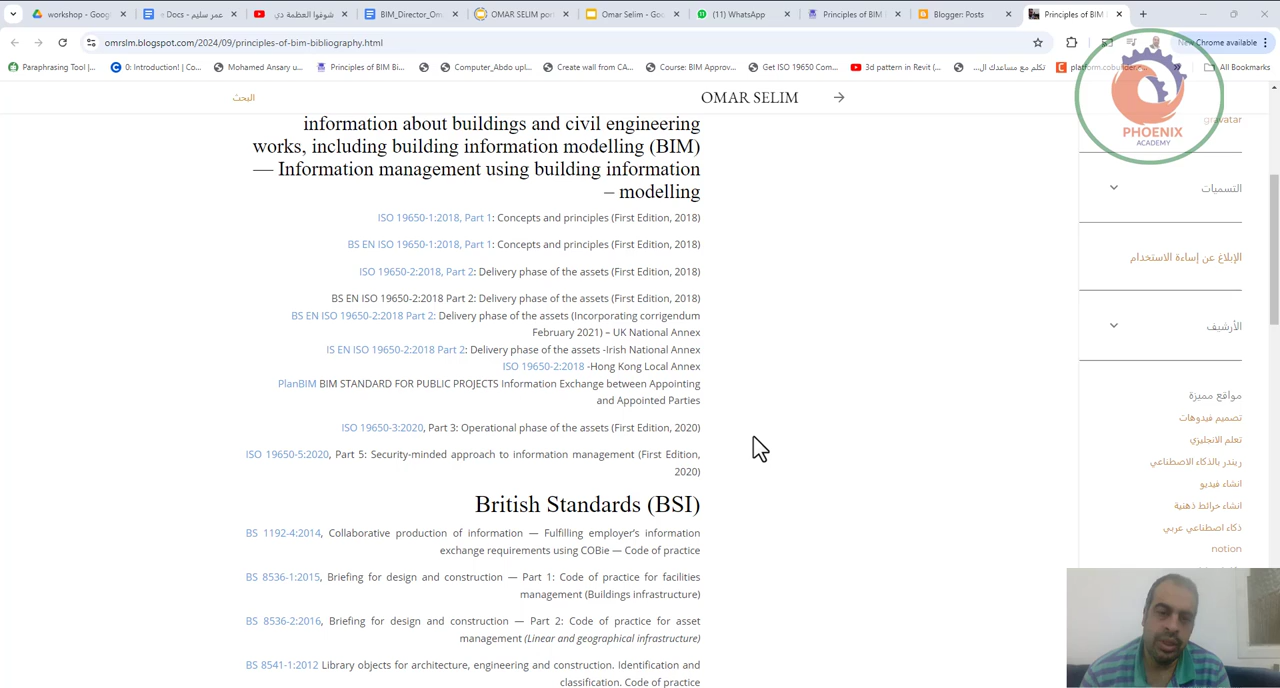 workshop - Goog
e Docs - عمر سليم
شوفوا العظمة دي
BIM_Director_Om
OMAR SELIM por
Omar Selim - Goo
(11) WhatsApp
Principles of BIM
Blogger: Posts
Principles of BIM
omrslm.blogspot.com/2024/09/principles-of-bim-bibliography.html
New Chrome available
Paraphrasing Tool |...
0: Introduction! | Co...
Mohamed Ansary u...
Principles of BIM Bi...
Computer_Abdo_upl...
Create wall from CA...
Course: BIM Approv...
Get ISO 19650 Com...
3d pattern in Revit (...
تكلم مع مساعدك ال...
platform.cobuilder...
All Bookmarks
البحث
OMAR SELIM
PHOENIX
ACADEMY
gravatar
information about buildings and civil engineering
works, including building information modelling (BIM)
— Information management using building information
– modelling
ISO 19650-1:2018, Part 1: Concepts and principles (First Edition, 2018)
BS EN ISO 19650-1:2018, Part 1: Concepts and principles (First Edition, 2018)
ISO 19650-2:2018, Part 2: Delivery phase of the assets (First Edition, 2018)
BS EN ISO 19650-2:2018 Part 2: Delivery phase of the assets (First Edition, 2018)
BS EN ISO 19650-2:2018 Part 2: Delivery phase of the assets (Incorporating corrigendum
February 2021) – UK National Annex
IS EN ISO 19650-2:2018 Part 2: Delivery phase of the assets -Irish National Annex
ISO 19650-2:2018 -Hong Kong Local Annex
PlanBIM BIM STANDARD FOR PUBLIC PROJECTS Information Exchange between Appointing
and Appointed Parties
ISO 19650-3:2020, Part 3: Operational phase of the assets (First Edition, 2020)
ISO 19650-5:2020, Part 5: Security-minded approach to information management (First Edition,
2020)
British Standards (BSI)
BS 1192-4:2014, Collaborative production of information — Fulfilling employer's information
exchange requirements using COBie — Code of practice
BS 8536-1:2015, Briefing for design and construction — Part 1: Code of practice for facilities
management (Buildings infrastructure)
BS 8536-2:2016, Briefing for design and construction — Part 2: Code of practice for asset
management (Linear and geographical infrastructure)
BS 8541-1:2012 Library objects for architecture, engineering and construction. Identification and
classification. Code of practice
التسميات
الإبلاغ عن إساءة الاستخدام
الأرشيف
مواقع مميزة
تصميم فيدوهات
تعلم الانجليزي
ريندر بالذكاء الاصطناعي
انشاء فيديو
انشاء خرائط ذهنية
ذكاء اصطناعي عربي
notion